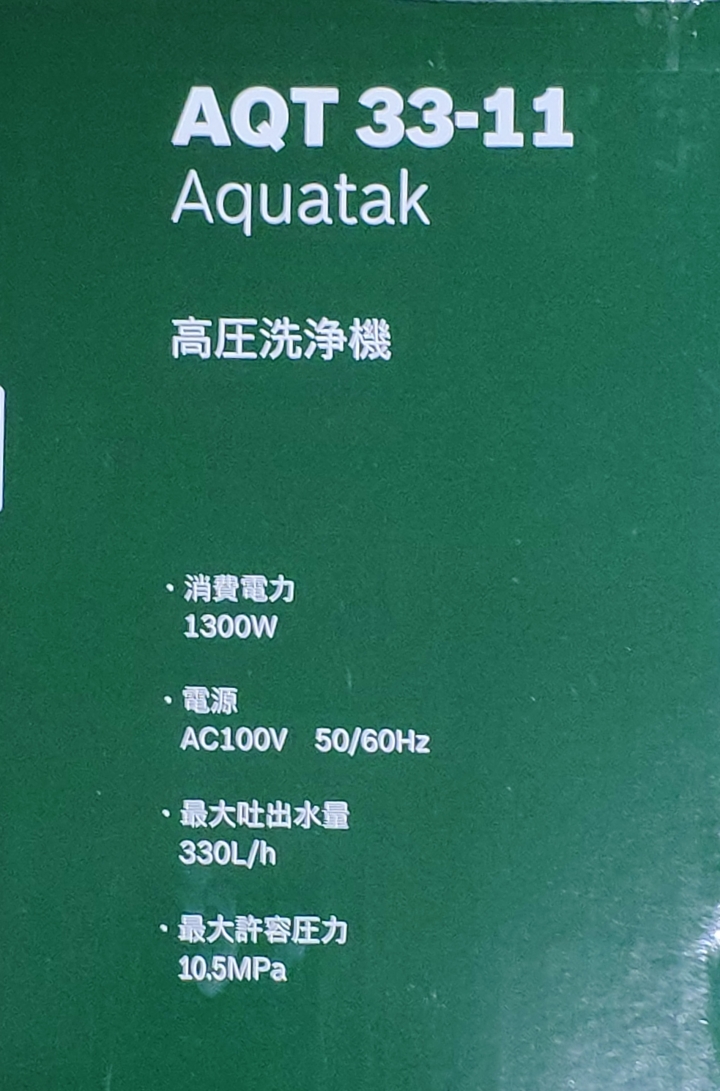 AQT 33-11
Aquatak
高圧洗浄機
・消費電力
1300W
・電源
AC100V　50/60Hz
・最大吐出水量
330L/h
・最大許容圧力
10,5MPa